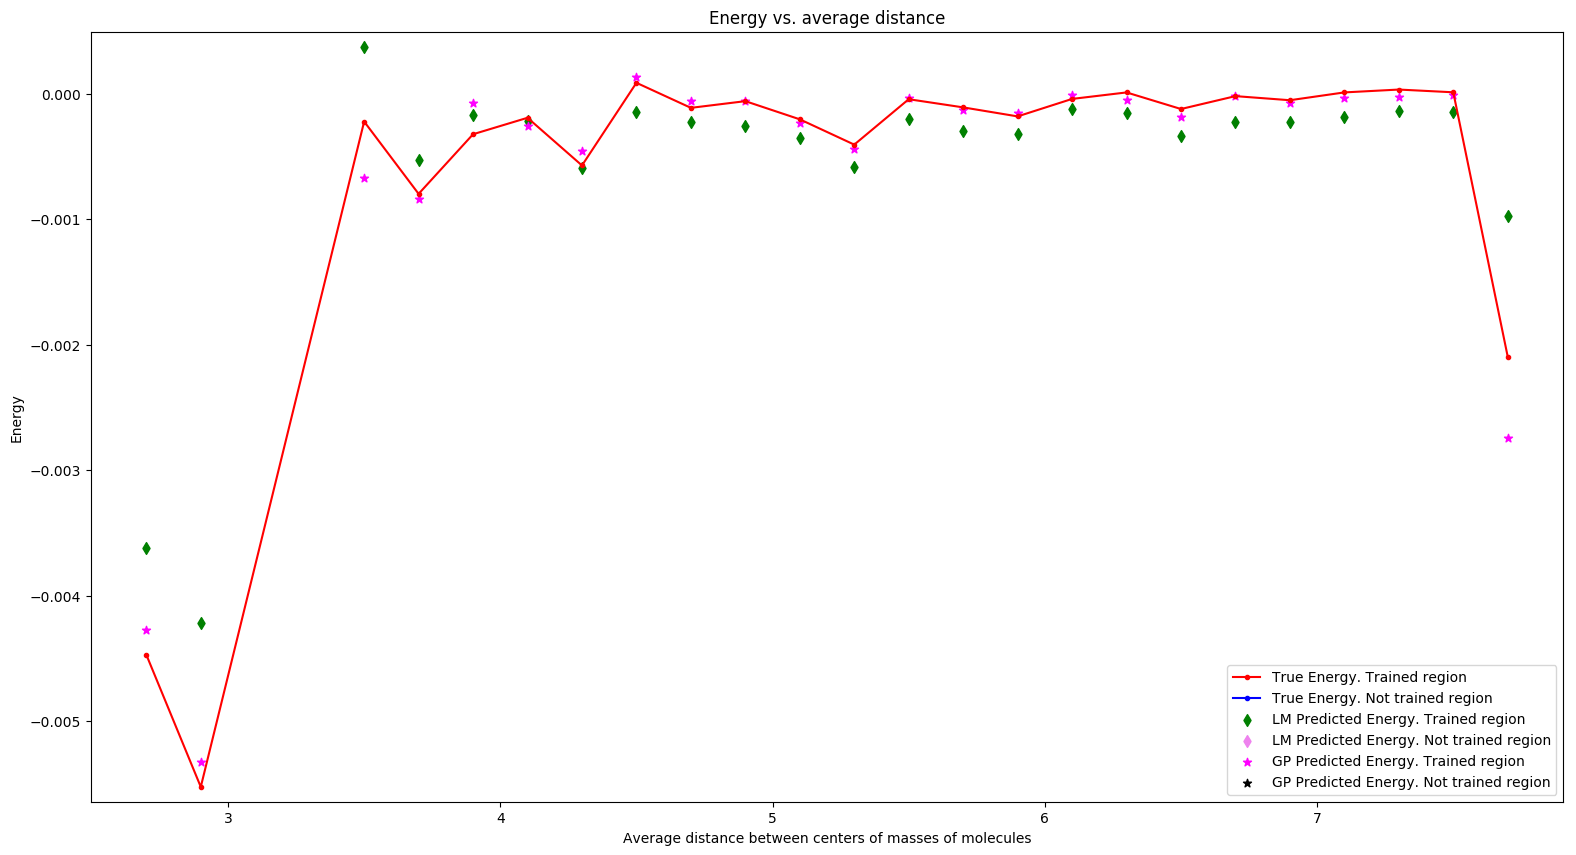 Energy vs. average distance
Energy
0.000
−0.001
−0.002
−0.003
−0.004
−0.005
3
4
5
6
7
Average distance between centers of masses of molecules
True Energy. Trained region
True Energy. Not trained region
LM Predicted Energy. Trained region
LM Predicted Energy. Not trained region
GP Predicted Energy. Trained region
GP Predicted Energy. Not trained region